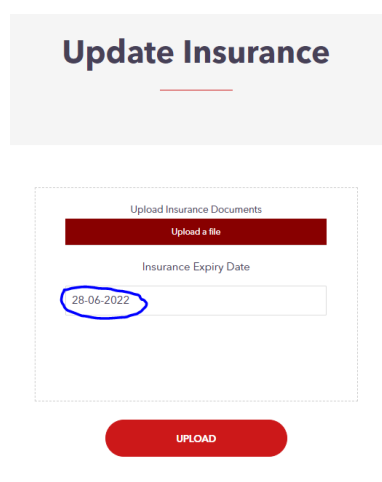 Update Insurance
Upload Insurance Documents
Upload a file
Insurance Expiry Date
28-06-2022
UPLOAD